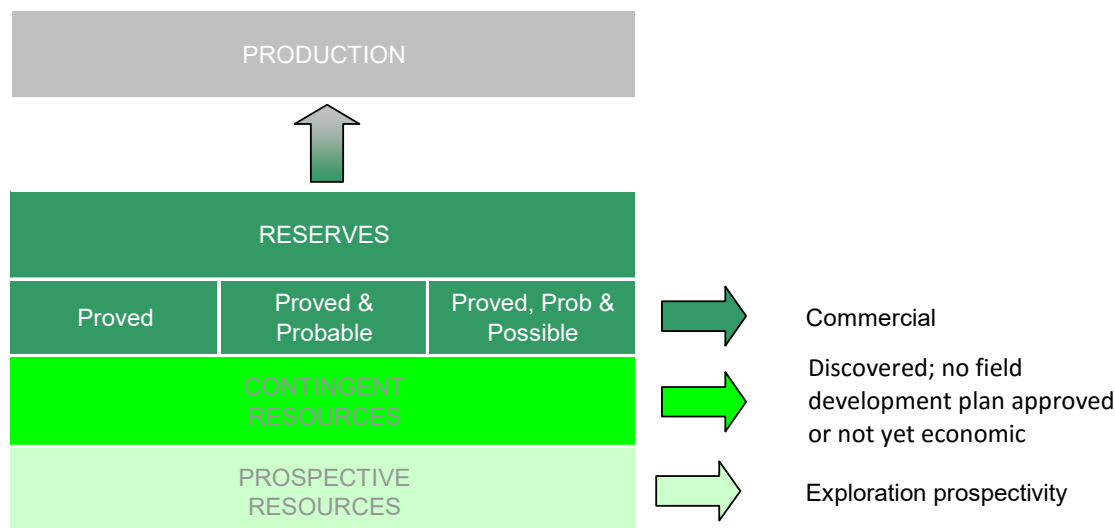 PRODUCTION
RESERVES
Proved
Proved &
Probable
Proved, Prob &
Possible
Commercial
CONTINGENT
RESOURCES
Discovered; no field
development plan approved
or not yet economic
PROSPECTIVE
RESOURCES
Exploration prospectivity